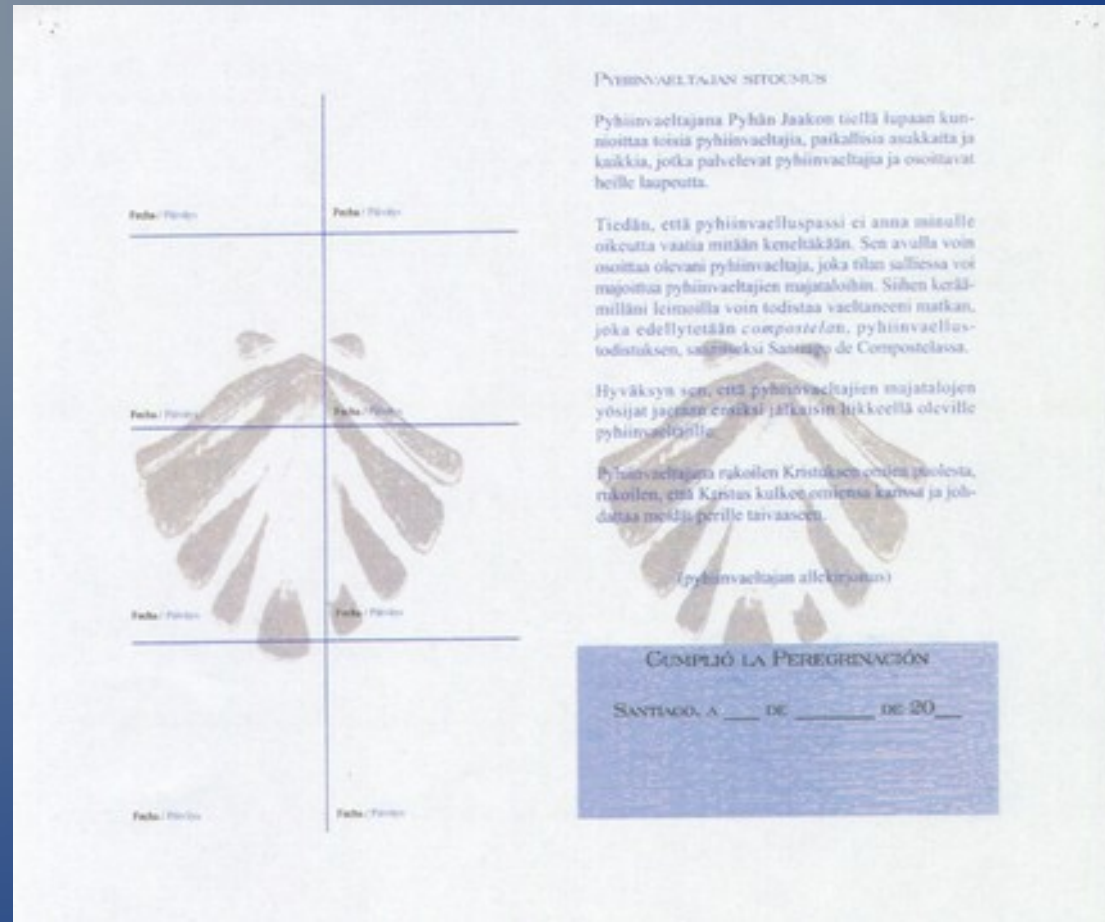 Fecha / Päiväys
Fecha / Päiväys
Fecha / Päiväys
Fecha / Päiväys
Fecha / Päiväys
Fecha / Päiväys
Fecha / Päiväys
Fecha / Päiväys
PYHIINVAELTAJAN SITOUMUS
Pyhiinvaeltajana Pyhän Jaakon tiellä lupaan kun-
nioittaa toisia pyhiinvaeltajia, paikallisia asukkaita ja
kaikkia, jotka palvelevat pyhiinvaeltajia ja osoittavat
heille laupeutta.
Tiedän, että pyhiinvaelluspassi ei anna minulle
oikeutta vaatia mitään keneltäkään. Sen avulla voin
osoittaa olevani pyhiinvaeltaja, joka tilan salliessa voi
majoittua pyhiinvaeltajien majataloihin. Siihen kerää-
milläni leimoilla voin todistaa vaeltaneeni matkan,
joka edellytetään compostelan, pyhiinvaellus-
todistuksen, saamiseksi Santiago de Compostelassa.
Hyväksyn sen, että pyhiinvaeltajien majatalojen
yösijat jaetaan ensiksi jalkaisin liikkeellä oleville
pyhiinvaeltajille.
Pyhiinvaeltajana rukoilen Kristuksen omien puolesta,
rukoilen, että Kristus kulkee omiensa kanssa ja joh-
dattaa meidät perille taivaaseen.
(pyhiinvaeltajan allekirjoitus)
CUMPLIÓ LA PEREGRINACIÓN
SANTIAGO, A ___ DE ________ DE 20__